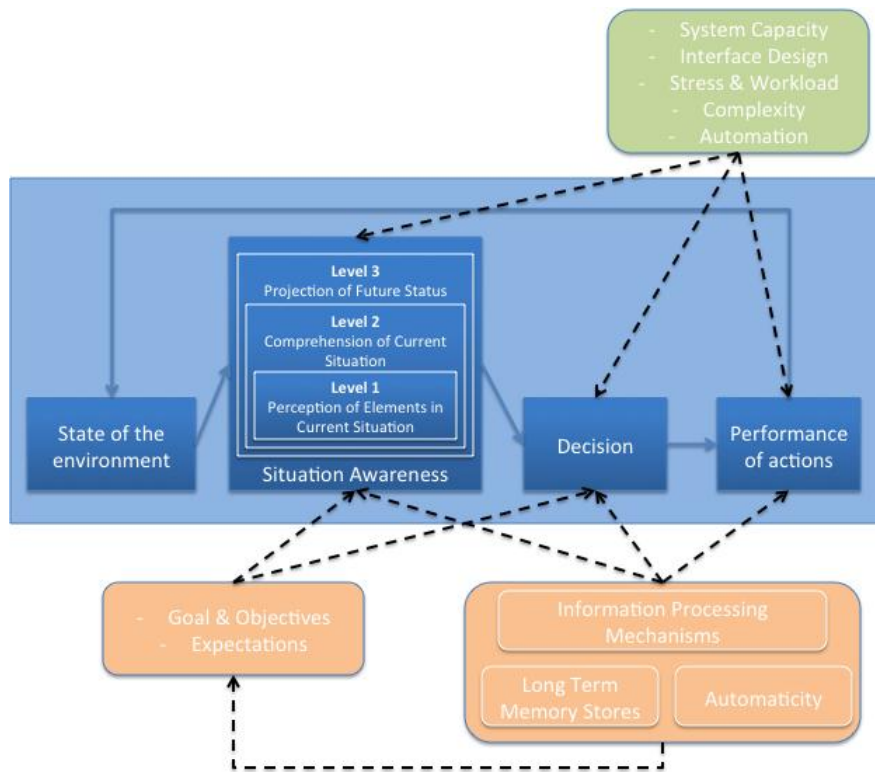 - System Capacity
- Interface Design
- Stress & Workload
- Complexity
- Automation
Level 3
Projection of Future Status
Level 2
Comprehension of Current
Situation
Level 1
Perception of Elements in
Current Situation
Situation Awareness
State of the
environment
Decision
Performance
of actions
- Goal & Objectives
- Expectations
Information Processing
Mechanisms
Long Term
Memory Stores
Automaticity